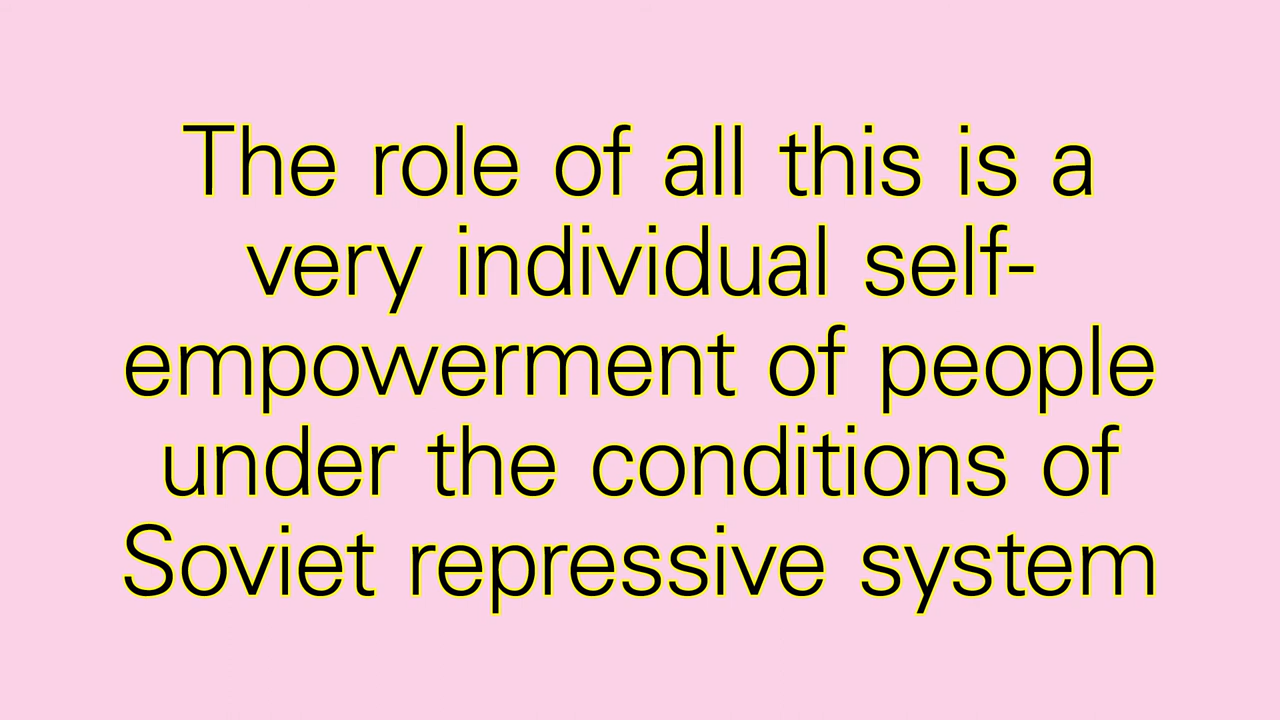 The role of all this is a
very individual self-
empowerment of people
under the conditions of
Soviet repressive system